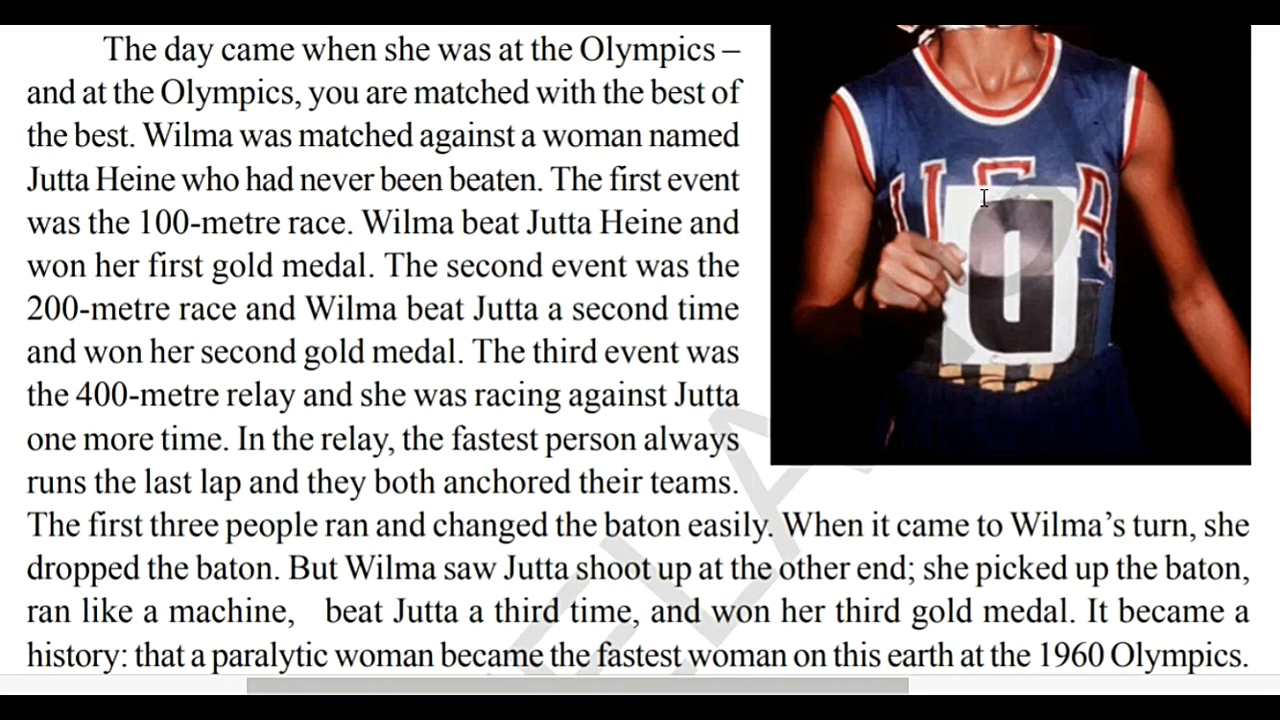 The day came when she was at the Olympics –
and at the Olympics, you are matched with the best of
the best. Wilma was matched against a woman named
Jutta Heine who had never been beaten. The first event
was the 100-metre race. Wilma beat Jutta Heine and
won her first gold medal. The second event was the
200-metre race and Wilma beat Jutta a second time
and won her second gold medal. The third event was
the 400-metre relay and she was racing against Jutta
one more time. In the relay, the fastest person always
runs the last lap and they both anchored their teams.
The first three people ran and changed the baton easily. When it came to Wilma’s turn, she
dropped the baton. But Wilma saw Jutta shoot up at the other end; she picked up the baton,
ran like a machine, beat Jutta a third time, and won her third gold medal. It became a
history: that a paralytic woman became the fastest woman on this earth at the 1960 Olympics.
USA